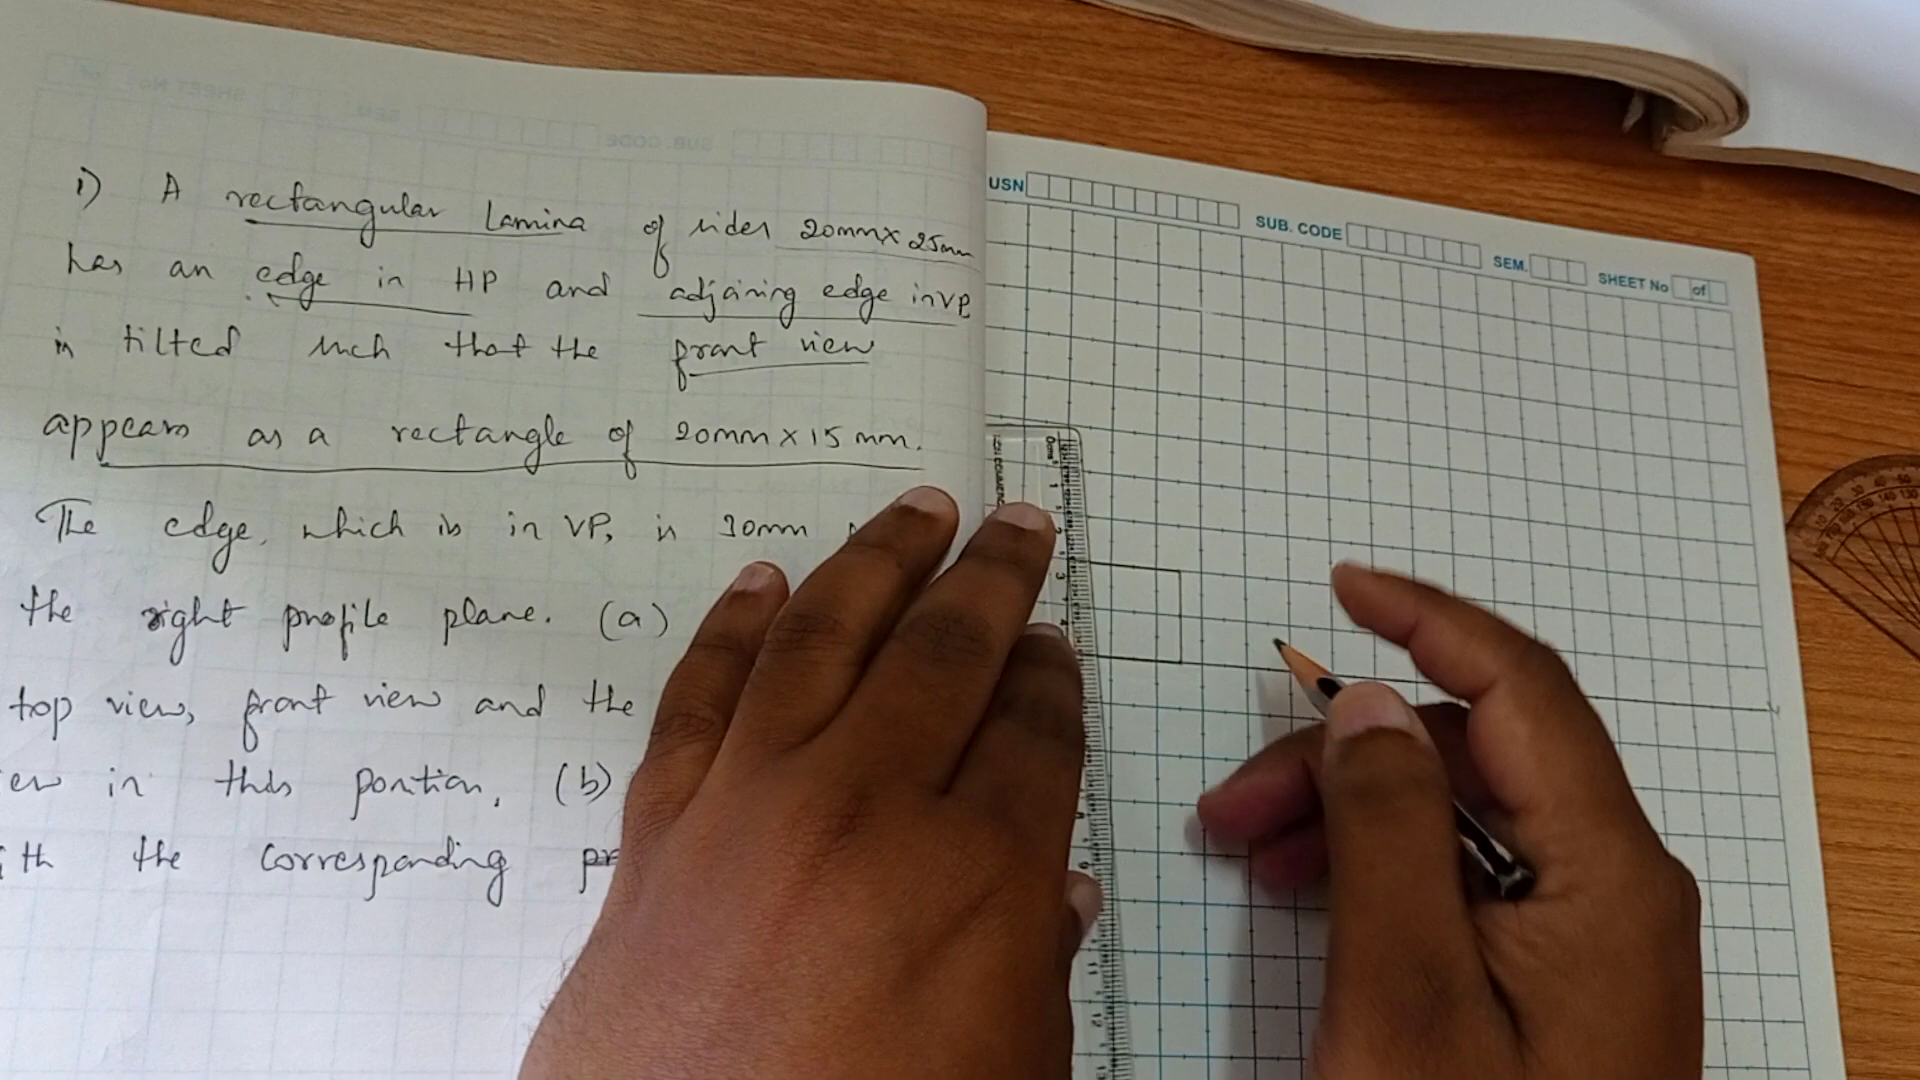 1) A rectangular Lamina of sides 20mm x 25mm
has an edge in HP and adjoining edge in VP
is tilted such that the front view
appears as a rectangle of 20mm x 15 mm.
The edge, which is in VP, is 30mm
the right profile plane. (a)
top view, front view and the
in this position, (b)
the corresponding
USN SUB. CODE SEM. SHEET No of